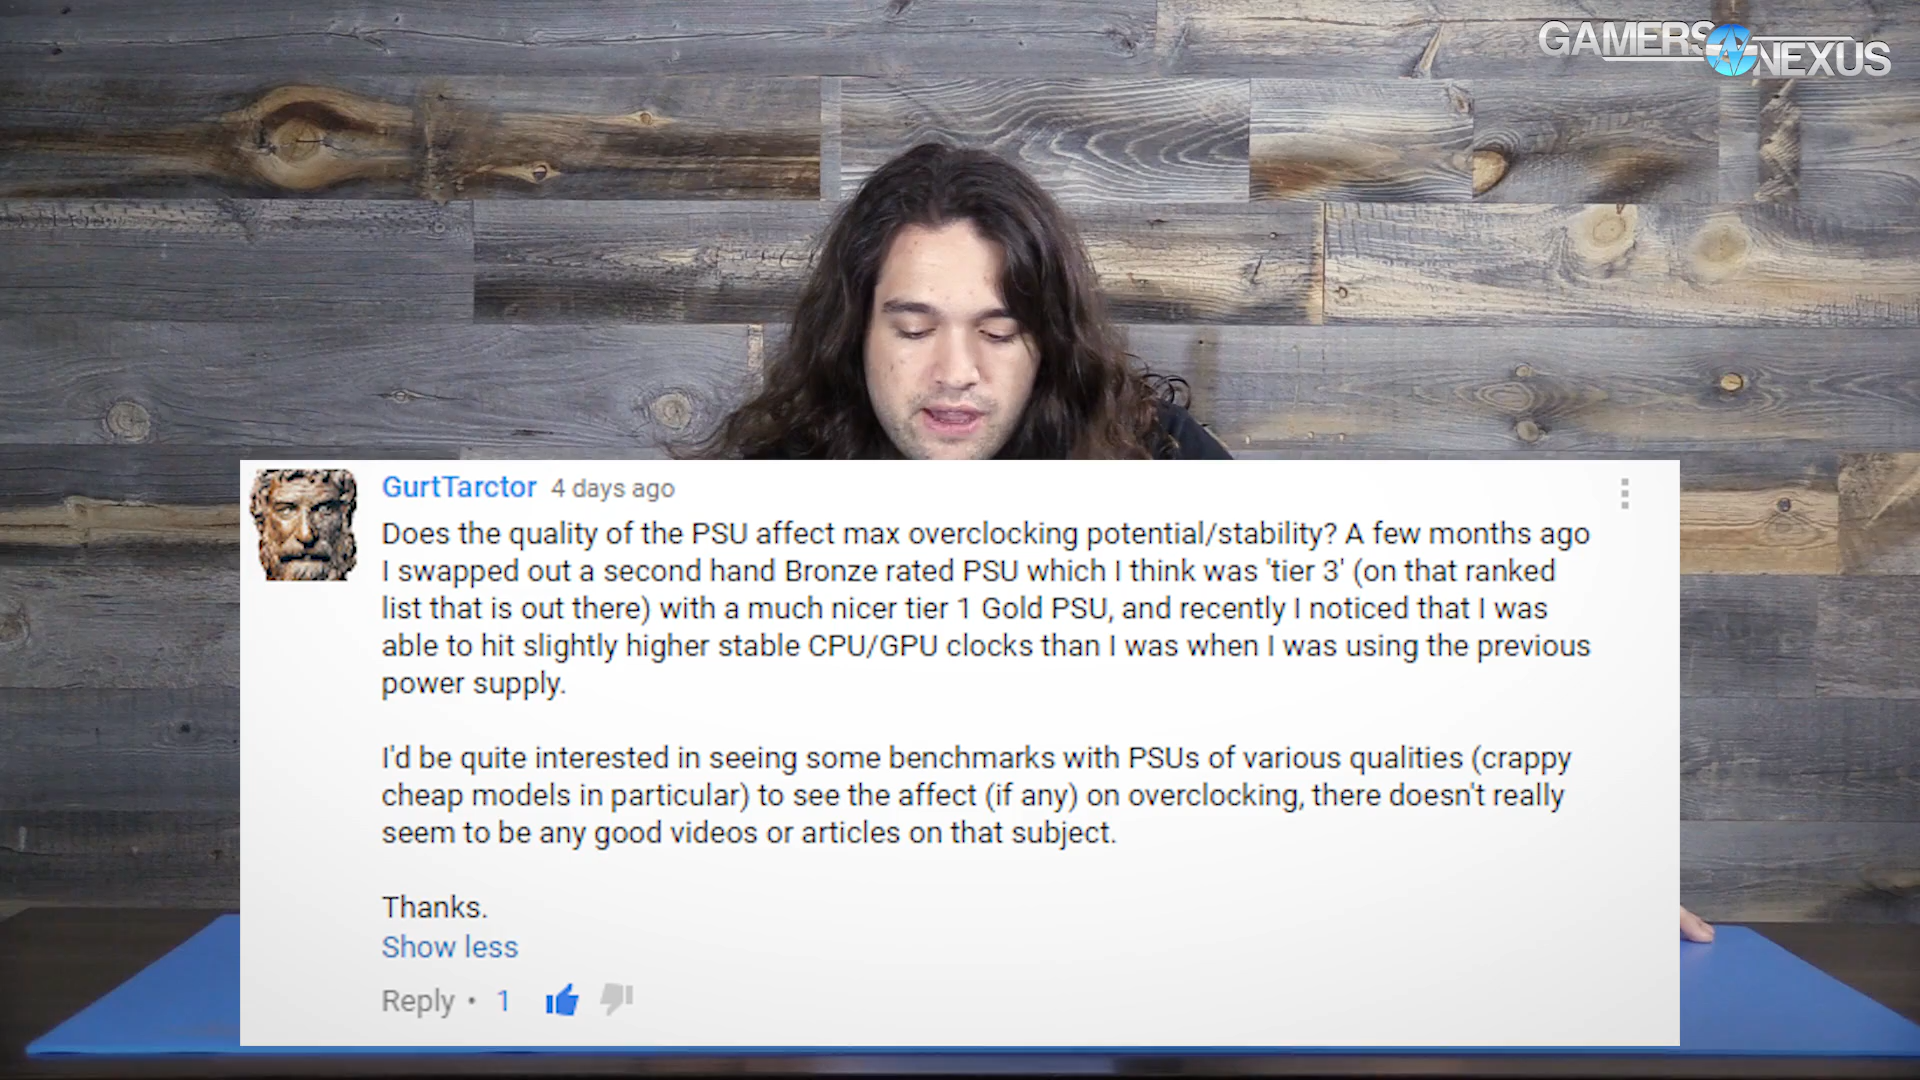 GAMERS NEXUS
GurtTarctor 4 days ago
Does the quality of the PSU affect max overclocking potential/stability? A few months ago
I swapped out a second hand Bronze rated PSU which I think was 'tier 3' (on that ranked
list that is out there) with a much nicer tier 1 Gold PSU, and recently I noticed that I was
able to hit slightly higher stable CPU/GPU clocks than I was when I was using the previous
power supply.
I'd be quite interested in seeing some benchmarks with PSUs of various qualities (crappy
cheap models in particular) to see the affect (if any) on overclocking, there doesn't really
seem to be any good videos or articles on that subject.
Thanks.
Show less
Reply • 1